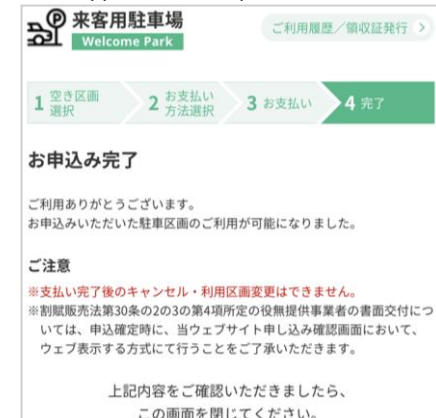 来客用駐車場
Welcome Park
ご利用履歴／領収証発行
1 空き区画
選択
2 お支払い
方法選択
3 お支払い
4 完了
お申込み完了
ご利用ありがとうございます。
お申込みいただいた駐車区画のご利用が可能になりました。
ご注意
※支払い完了後のキャンセル・利用区画変更はできません。
※割賦販売法第30条の2の3の第4項所定の役無提供事業者の書面交付につ
いては、申込確定時に、当ウェブサイト申し込み確認画面において、
ウェブ表示する方式にて行うことをご了承いただきます。
上記内容をご確認いただきましたら、
この画面を閉じてください。